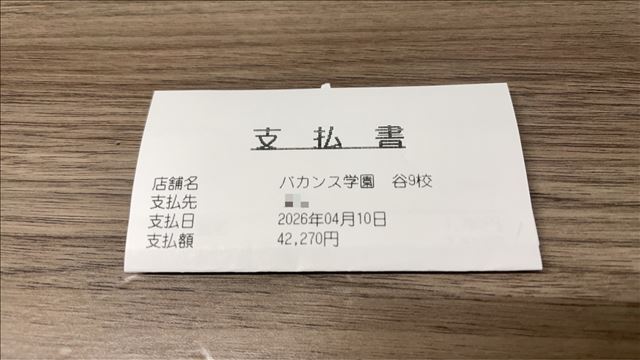 支払書
店舗名 バカンス学園 谷9校
支払先
支払日 2026年04月10日
支払額 42,270円